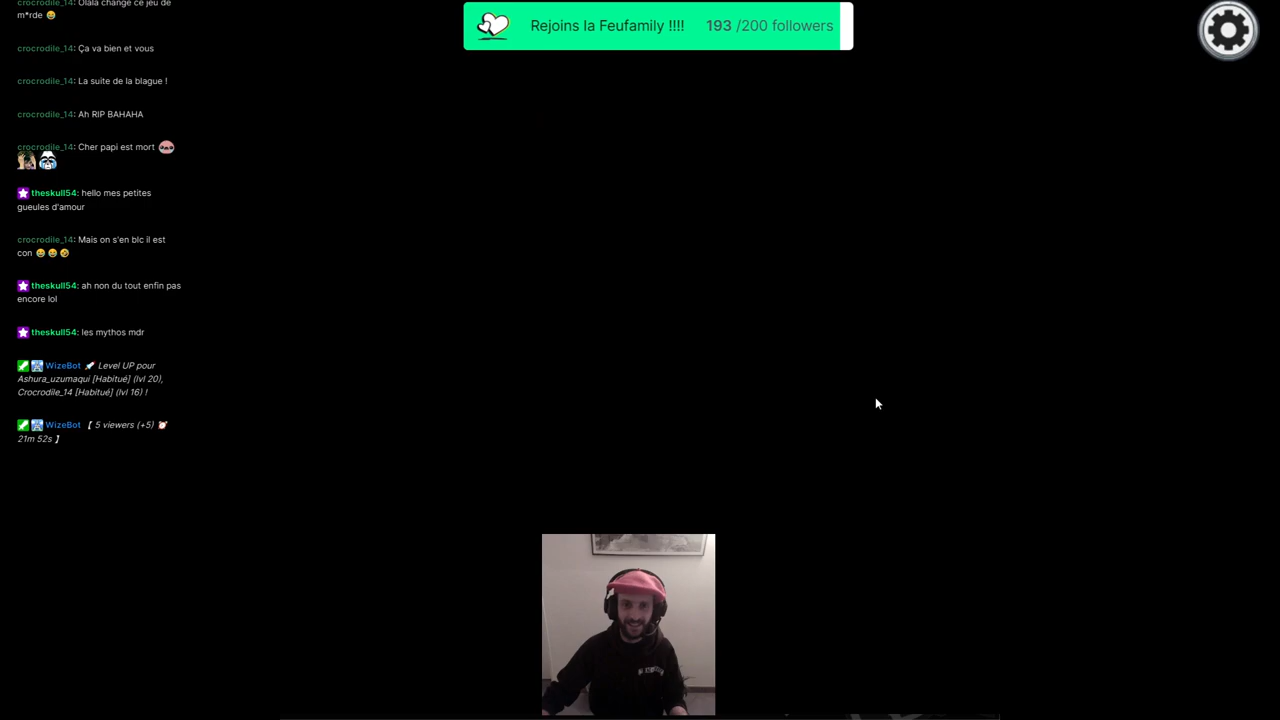 crocrodile_14: Olala change ce jeu de
m*rde 😂
crocrodile_14: Ça va bien et vous
crocrodile_14: La suite de la blague !
crocrodile_14: Ah RIP BAHAHA
crocrodile_14: Cher papi est mort
theskull54: hello mes petites
gueules d'amour
crocrodile_14: Mais on s'en blc il est
con 😂😂🤣
theskull54: ah non du tout enfin pas
encore lol
theskull54: les mythos mdr
WizeBot 🚀 Level UP pour
Ashura_uzumaqui [Habitué] (lvl 20),
Crocrodile_14 [Habitué] (lvl 16) !
WizeBot 【 5 viewers (+5) ⏱
21m 52s 】
Rejoins la Feufamily !!!! 193 /200 followers